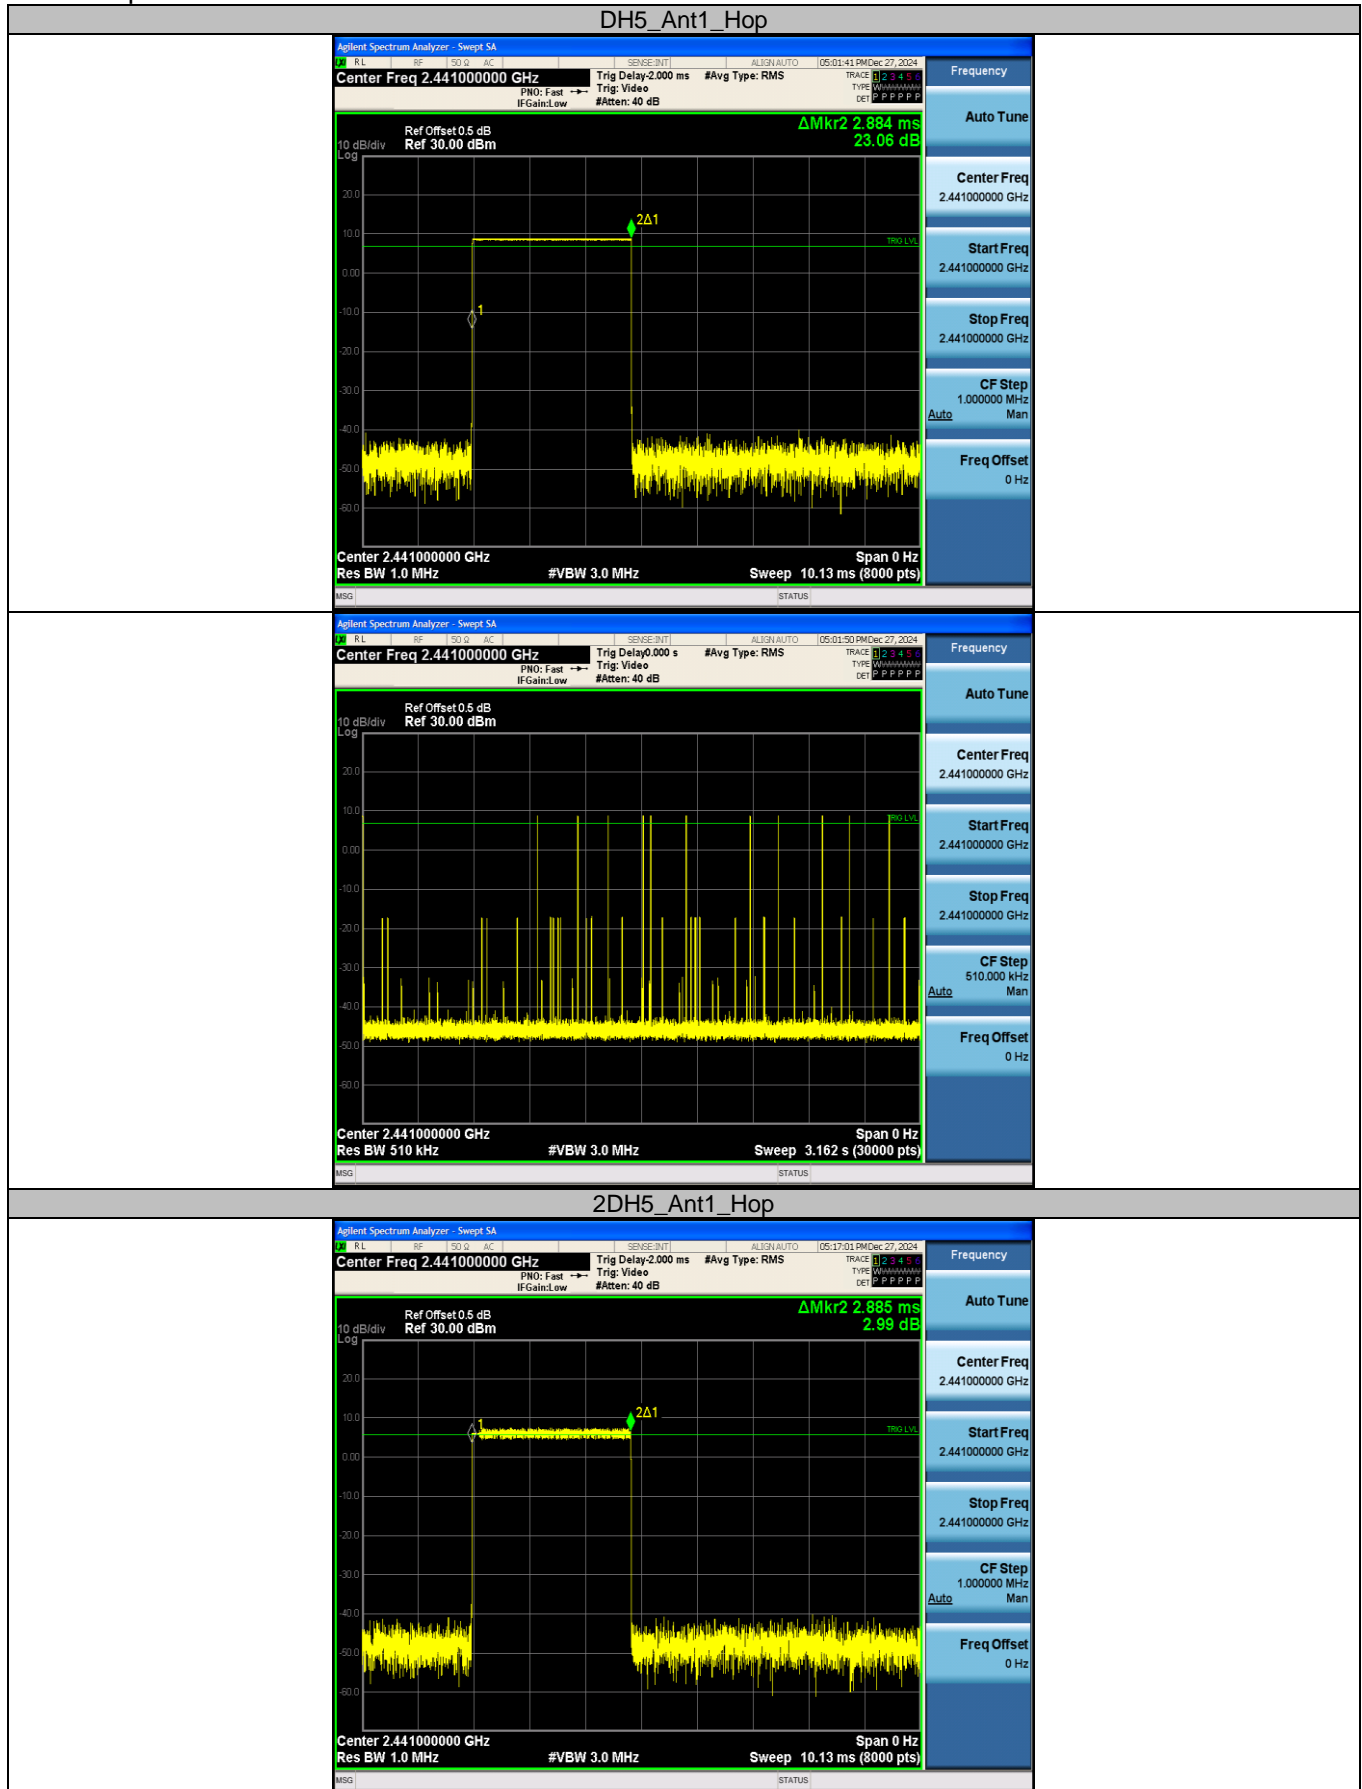 DH5_Ant1_Hop
Agilent Spectrum Analyzer - Swept SA
RL RF 50 Ω AC SENSE:INT ALIGN AUTO 05:01:41 PM Dec 27, 2024
Center Freq 2.441000000 GHz
PNO: Fast
IFGain:Low
Trig Delay-2.000 ms
Trig: Video
#Atten: 40 dB
#Avg Type: RMS
TRACE 1 2 3 4 5 6
TYPE W
DET P P P P P P
Frequency
Auto Tune
Center Freq
2.441000000 GHz
Start Freq
2.441000000 GHz
Stop Freq
2.441000000 GHz
CF Step
1.000000 MHz
Auto Man
Freq Offset
0 Hz
ΔMkr2 2.884 ms
23.06 dB
Ref Offset 0.5 dB
10 dB/div Ref 30.00 dBm
Log
20.0
2Δ1
10.0
TRIG LVL
0.00
1
-10.0
-20.0
-30.0
-40.0
-50.0
-60.0
Center 2.441000000 GHz Span 0 Hz
Res BW 1.0 MHz #VBW 3.0 MHz Sweep 10.13 ms (8000 pts)
MSG STATUS
Agilent Spectrum Analyzer - Swept SA
RL RF 50 Ω AC SENSE:INT ALIGN AUTO 05:01:50 PM Dec 27, 2024
Center Freq 2.441000000 GHz
PNO: Fast
IFGain:Low
Trig Delay0.000 s
Trig: Video
#Atten: 40 dB
#Avg Type: RMS
TRACE 1 2 3 4 5 6
TYPE W
DET P P P P P P
Frequency
Auto Tune
Center Freq
2.441000000 GHz
Start Freq
2.441000000 GHz
Stop Freq
2.441000000 GHz
CF Step
510.000 kHz
Auto Man
Freq Offset
0 Hz
Ref Offset 0.5 dB
10 dB/div Ref 30.00 dBm
Log
20.0
10.0
TRIG LVL
0.00
-10.0
-20.0
-30.0
-40.0
-50.0
-60.0
Center 2.441000000 GHz Span 0 Hz
Res BW 510 kHz #VBW 3.0 MHz Sweep 3.162 s (30000 pts)
MSG STATUS
2DH5_Ant1_Hop
Agilent Spectrum Analyzer - Swept SA
RL RF 50 Ω AC SENSE:INT ALIGN AUTO 05:17:01 PM Dec 27, 2024
Center Freq 2.441000000 GHz
PNO: Fast
IFGain:Low
Trig Delay-2.000 ms
Trig: Video
#Atten: 40 dB
#Avg Type: RMS
TRACE 1 2 3 4 5 6
TYPE W
DET P P P P P P
Frequency
Auto Tune
Center Freq
2.441000000 GHz
Start Freq
2.441000000 GHz
Stop Freq
2.441000000 GHz
CF Step
1.000000 MHz
Auto Man
Freq Offset
0 Hz
ΔMkr2 2.885 ms
2.99 dB
Ref Offset 0.5 dB
10 dB/div Ref 30.00 dBm
Log
20.0
10.0
1
2Δ1
TRIG LVL
0.00
-10.0
-20.0
-30.0
-40.0
-50.0
-60.0
Center 2.441000000 GHz Span 0 Hz
Res BW 1.0 MHz #VBW 3.0 MHz Sweep 10.13 ms (8000 pts)
MSG STATUS